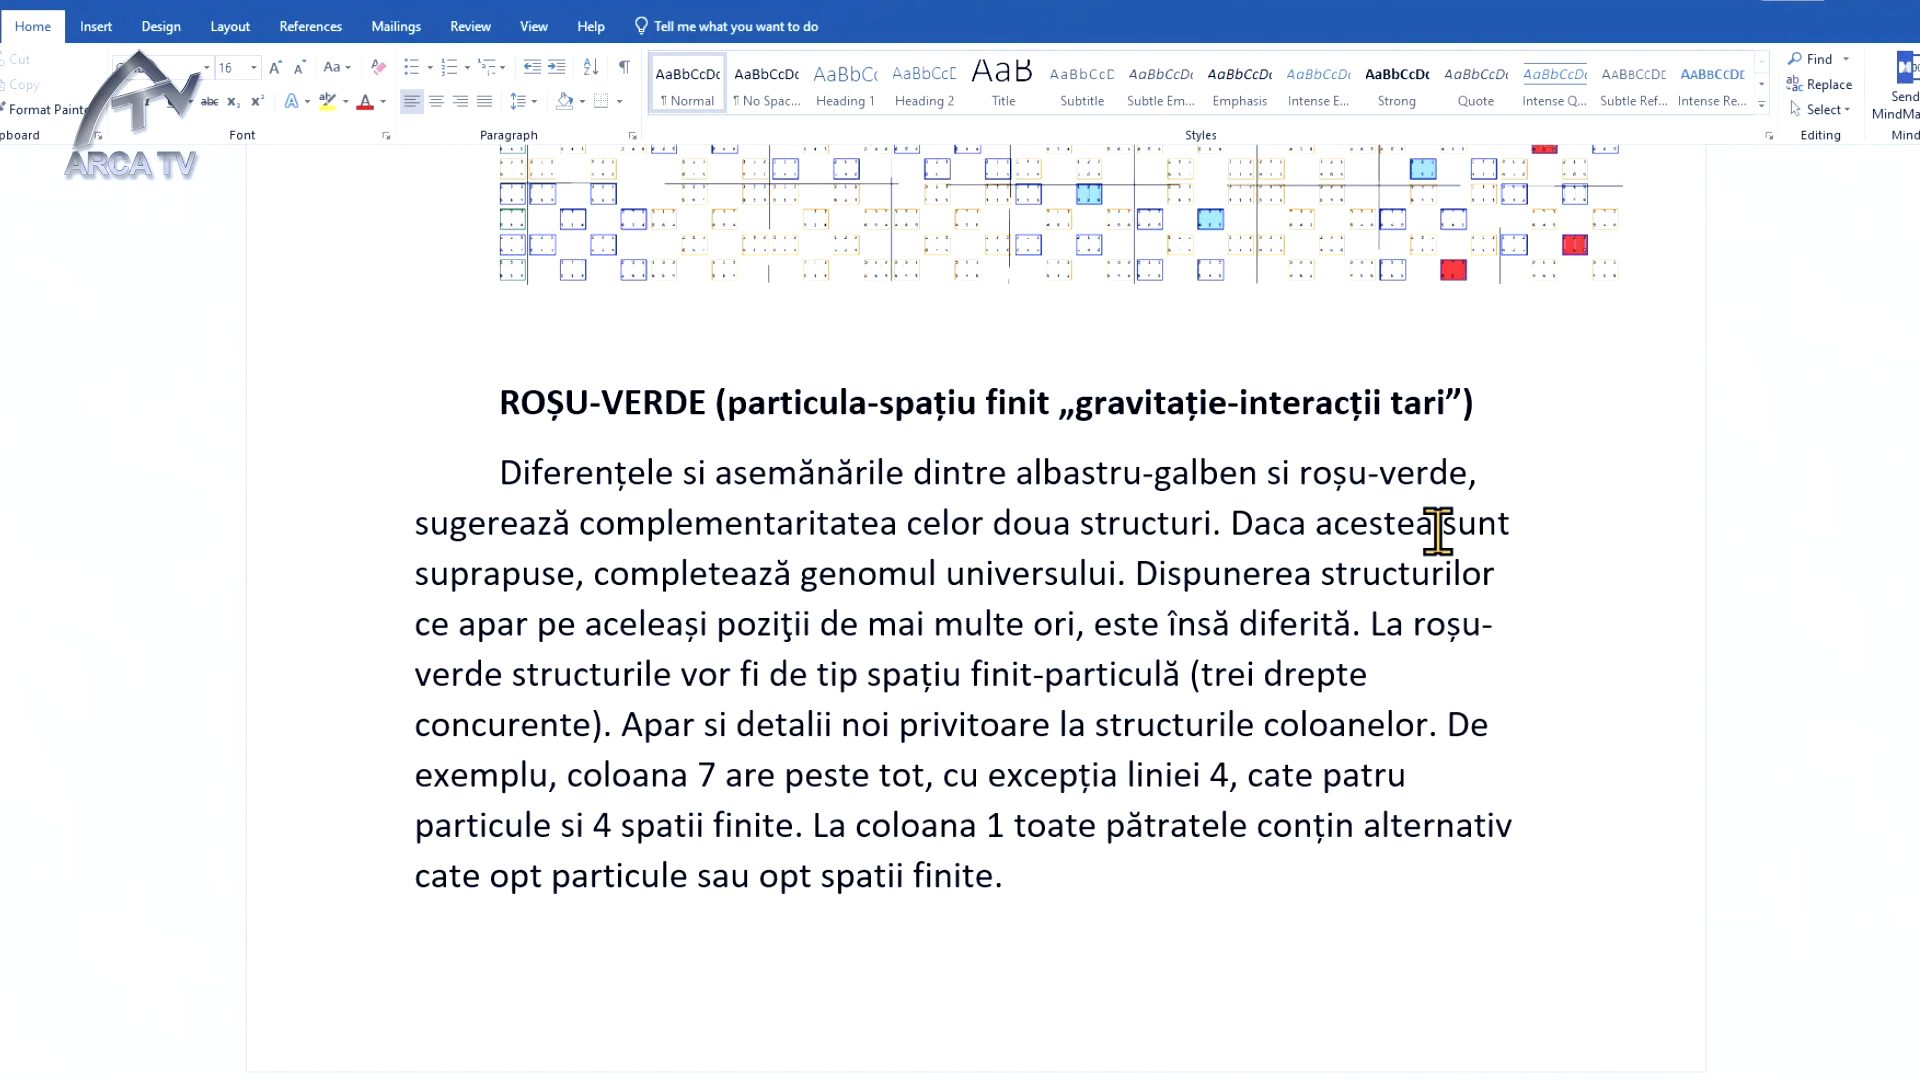 Home Insert Design Layout References Mailings Review View Help Tell me what you want to do
Cut
Copy
Format Painte
16
Aa
Find
Replace
Select
Send
MindMa
AaBbCcDc AaBbCcDc AaBbCc AaBbCcD AaB AaBbCcD AaBbCcDc AaBbCcDc AaBbCcDc AaBbCcDc AaBbCcDc AaBbCcDc AaBbCcDc AaBbCcDc
¶ Normal ¶ No Spac... Heading 1 Heading 2 Title Subtitle Subtle Em... Emphasis Intense E... Strong Quote Intense Q... Subtle Ref... Intense Re...
pboard Font Paragraph Styles Editing Mind
ARCA TV
ROȘU-VERDE (particula-spațiu finit „gravitație-interacții tari”)
Diferențele si asemănările dintre albastru-galben si roșu-verde,
sugerează complementaritatea celor doua structuri. Daca acestea sunt
suprapuse, completează genomul universului. Dispunerea structurilor
ce apar pe aceleași poziţii de mai multe ori, este însă diferită. La roșu-
verde structurile vor fi de tip spațiu finit-particulă (trei drepte
concurente). Apar si detalii noi privitoare la structurile coloanelor. De
exemplu, coloana 7 are peste tot, cu excepția liniei 4, cate patru
particule si 4 spatii finite. La coloana 1 toate pătratele conțin alternativ
cate opt particule sau opt spatii finite.